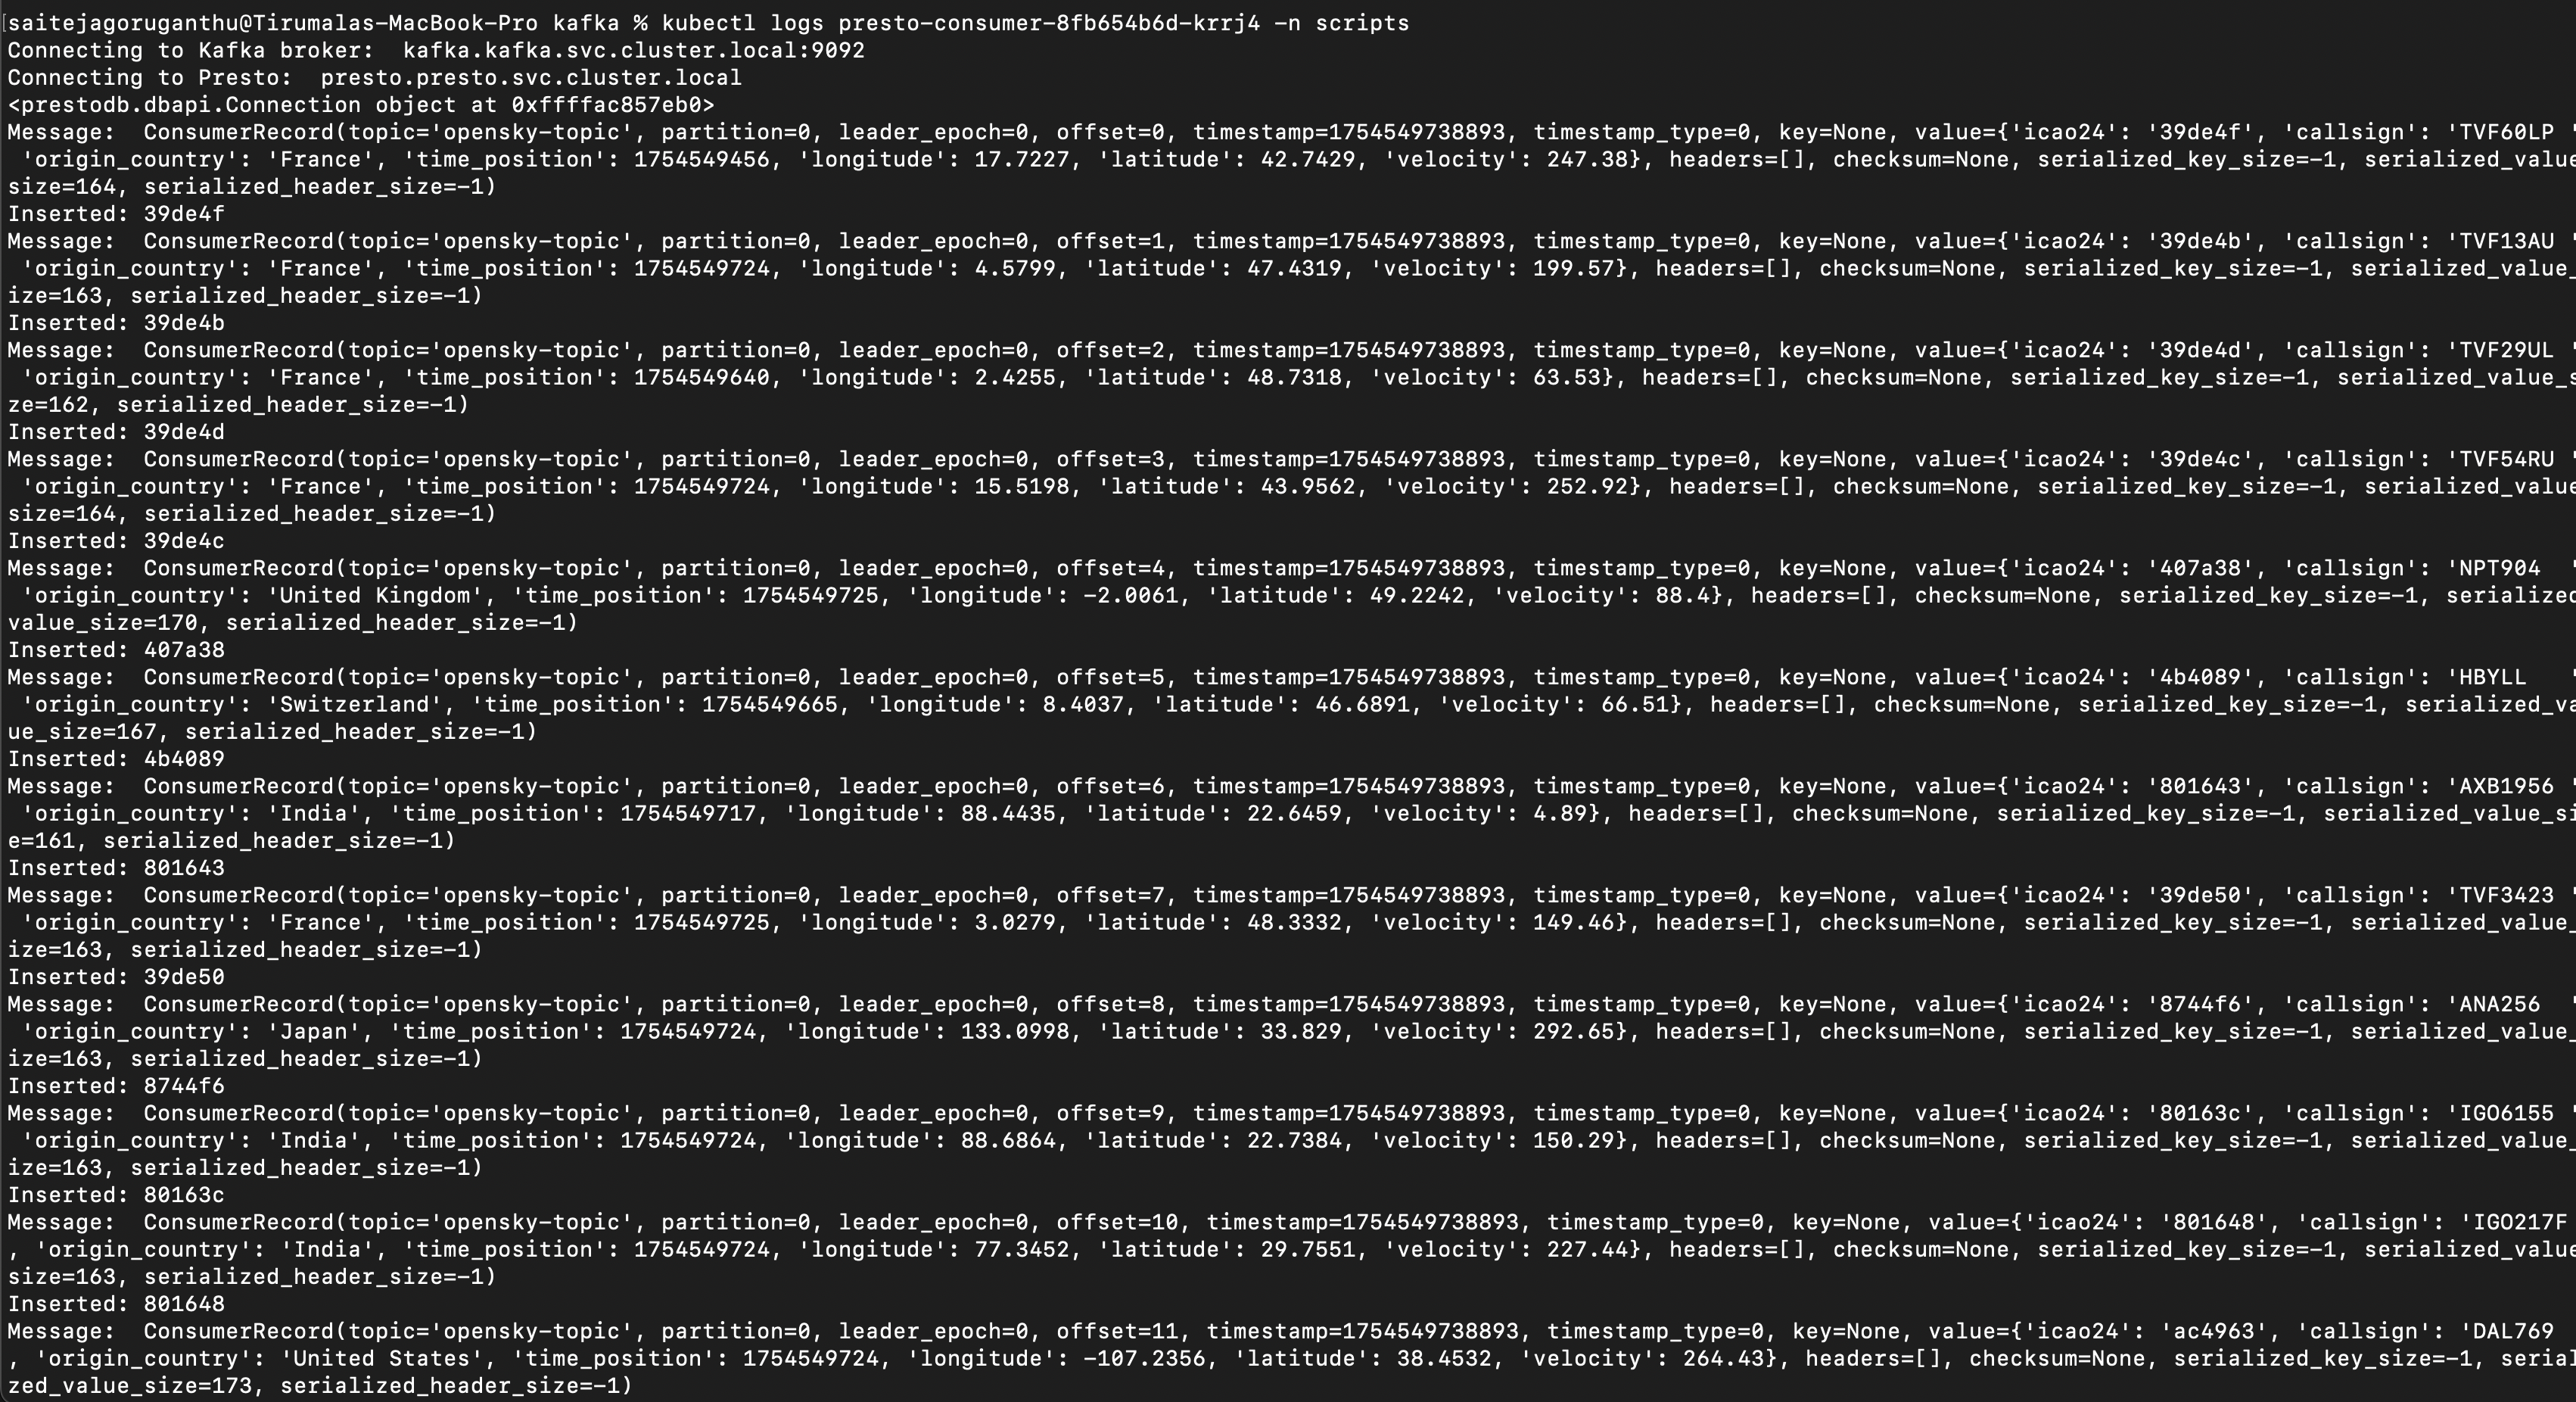 [saitejagoruganthu@Tirumalas-MacBook-Pro kafka % kubectl logs presto-consumer-8fb654b6d-krrj4 -n scripts
Connecting to Kafka broker:  kafka.kafka.svc.cluster.local:9092
Connecting to Presto:  presto.presto.svc.cluster.local
<prestodb.dbapi.Connection object at 0xffffac857eb0>
Message:  ConsumerRecord(topic='opensky-topic', partition=0, leader_epoch=0, offset=0, timestamp=1754549738893, timestamp_type=0, key=None, value={'icao24': '39de4f', 'callsign': 'TVF60LP '
 'origin_country': 'France', 'time_position': 1754549456, 'longitude': 17.7227, 'latitude': 42.7429, 'velocity': 247.38}, headers=[], checksum=None, serialized_key_size=-1, serialized_value
size=164, serialized_header_size=-1)
Inserted: 39de4f
Message:  ConsumerRecord(topic='opensky-topic', partition=0, leader_epoch=0, offset=1, timestamp=1754549738893, timestamp_type=0, key=None, value={'icao24': '39de4b', 'callsign': 'TVF13AU '
 'origin_country': 'France', 'time_position': 1754549724, 'longitude': 4.5799, 'latitude': 47.4319, 'velocity': 199.57}, headers=[], checksum=None, serialized_key_size=-1, serialized_value_
ize=163, serialized_header_size=-1)
Inserted: 39de4b
Message:  ConsumerRecord(topic='opensky-topic', partition=0, leader_epoch=0, offset=2, timestamp=1754549738893, timestamp_type=0, key=None, value={'icao24': '39de4d', 'callsign': 'TVF29UL '
 'origin_country': 'France', 'time_position': 1754549640, 'longitude': 2.4255, 'latitude': 48.7318, 'velocity': 63.53}, headers=[], checksum=None, serialized_key_size=-1, serialized_value_s
ze=162, serialized_header_size=-1)
Inserted: 39de4d
Message:  ConsumerRecord(topic='opensky-topic', partition=0, leader_epoch=0, offset=3, timestamp=1754549738893, timestamp_type=0, key=None, value={'icao24': '39de4c', 'callsign': 'TVF54RU '
 'origin_country': 'France', 'time_position': 1754549724, 'longitude': 15.5198, 'latitude': 43.9562, 'velocity': 252.92}, headers=[], checksum=None, serialized_key_size=-1, serialized_value
size=164, serialized_header_size=-1)
Inserted: 39de4c
Message:  ConsumerRecord(topic='opensky-topic', partition=0, leader_epoch=0, offset=4, timestamp=1754549738893, timestamp_type=0, key=None, value={'icao24': '407a38', 'callsign': 'NPT904  '
 'origin_country': 'United Kingdom', 'time_position': 1754549725, 'longitude': -2.0061, 'latitude': 49.2242, 'velocity': 88.4}, headers=[], checksum=None, serialized_key_size=-1, serialized
value_size=170, serialized_header_size=-1)
Inserted: 407a38
Message:  ConsumerRecord(topic='opensky-topic', partition=0, leader_epoch=0, offset=5, timestamp=1754549738893, timestamp_type=0, key=None, value={'icao24': '4b4089', 'callsign': 'HBYLL   '
 'origin_country': 'Switzerland', 'time_position': 1754549665, 'longitude': 8.4037, 'latitude': 46.6891, 'velocity': 66.51}, headers=[], checksum=None, serialized_key_size=-1, serialized_va
ue_size=167, serialized_header_size=-1)
Inserted: 4b4089
Message:  ConsumerRecord(topic='opensky-topic', partition=0, leader_epoch=0, offset=6, timestamp=1754549738893, timestamp_type=0, key=None, value={'icao24': '801643', 'callsign': 'AXB1956 '
 'origin_country': 'India', 'time_position': 1754549717, 'longitude': 88.4435, 'latitude': 22.6459, 'velocity': 4.89}, headers=[], checksum=None, serialized_key_size=-1, serialized_value_si
e=161, serialized_header_size=-1)
Inserted: 801643
Message:  ConsumerRecord(topic='opensky-topic', partition=0, leader_epoch=0, offset=7, timestamp=1754549738893, timestamp_type=0, key=None, value={'icao24': '39de50', 'callsign': 'TVF3423 '
 'origin_country': 'France', 'time_position': 1754549725, 'longitude': 3.0279, 'latitude': 48.3332, 'velocity': 149.46}, headers=[], checksum=None, serialized_key_size=-1, serialized_value_
ize=163, serialized_header_size=-1)
Inserted: 39de50
Message:  ConsumerRecord(topic='opensky-topic', partition=0, leader_epoch=0, offset=8, timestamp=1754549738893, timestamp_type=0, key=None, value={'icao24': '8744f6', 'callsign': 'ANA256  '
 'origin_country': 'Japan', 'time_position': 1754549724, 'longitude': 133.0998, 'latitude': 33.829, 'velocity': 292.65}, headers=[], checksum=None, serialized_key_size=-1, serialized_value_
ize=163, serialized_header_size=-1)
Inserted: 8744f6
Message:  ConsumerRecord(topic='opensky-topic', partition=0, leader_epoch=0, offset=9, timestamp=1754549738893, timestamp_type=0, key=None, value={'icao24': '80163c', 'callsign': 'IGO6155 '
 'origin_country': 'India', 'time_position': 1754549724, 'longitude': 88.6864, 'latitude': 22.7384, 'velocity': 150.29}, headers=[], checksum=None, serialized_key_size=-1, serialized_value_
ize=163, serialized_header_size=-1)
Inserted: 80163c
Message:  ConsumerRecord(topic='opensky-topic', partition=0, leader_epoch=0, offset=10, timestamp=1754549738893, timestamp_type=0, key=None, value={'icao24': '801648', 'callsign': 'IGO217F
, 'origin_country': 'India', 'time_position': 1754549724, 'longitude': 77.3452, 'latitude': 29.7551, 'velocity': 227.44}, headers=[], checksum=None, serialized_key_size=-1, serialized_value
size=163, serialized_header_size=-1)
Inserted: 801648
Message:  ConsumerRecord(topic='opensky-topic', partition=0, leader_epoch=0, offset=11, timestamp=1754549738893, timestamp_type=0, key=None, value={'icao24': 'ac4963', 'callsign': 'DAL769
, 'origin_country': 'United States', 'time_position': 1754549724, 'longitude': -107.2356, 'latitude': 38.4532, 'velocity': 264.43}, headers=[], checksum=None, serialized_key_size=-1, serial
zed_value_size=173, serialized_header_size=-1)